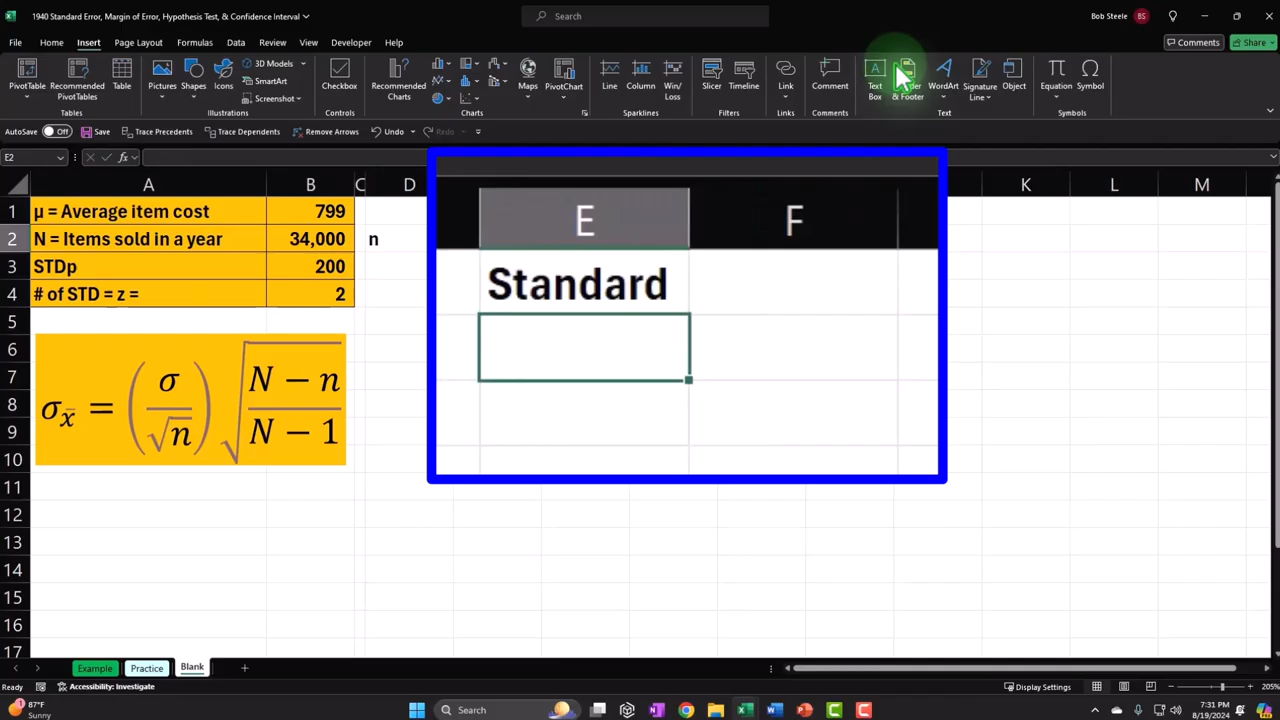 1940 Standard Error, Margin of Error, Hypothesis Test, & Confidence Interval
Search
Bob Steele BS
File Home Insert Page Layout Formulas Data Review View Developer Help Comments Share
PivotTable Recommended PivotTables Table Pictures Shapes Icons 3D Models SmartArt Screenshot Checkbox Recommended Charts Maps PivotChart Line Column Win/Loss Slicer Timeline Link Comment Text Box & Footer WordArt Signature Line Object Equation Symbol
Tables Illustrations Controls Charts Sparklines Filters Links Comments Text Symbols
AutoSave Off Save Trace Precedents Trace Dependents Remove Arrows Undo Redo
E2 fx
A B C D K L M
E F
1 μ = Average item cost 799
2 N = Items sold in a year 34,000 n
3 STDp 200
4 # of STD = z = 2
Standard
5
6
7
8
9
10
11
12
13
14
15
16
17
σx̄ = (σ/√n) √(N − n / N − 1)
Example Practice Blank
Ready Accessibility: Investigate Display Settings 205%
87°F
Sunny
Search
7:31 PM
8/19/2024